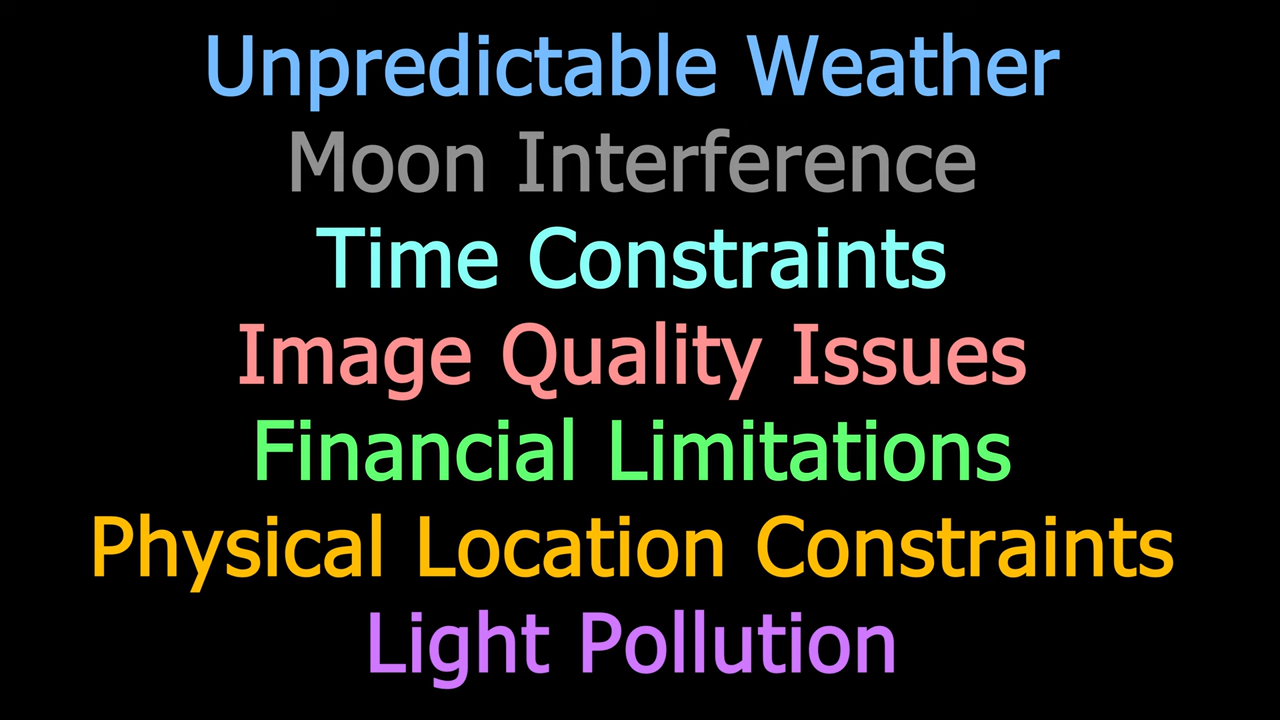 Unpredictable Weather
Moon Interference
Time Constraints
Image Quality Issues
Financial Limitations
Physical Location Constraints
Light Pollution